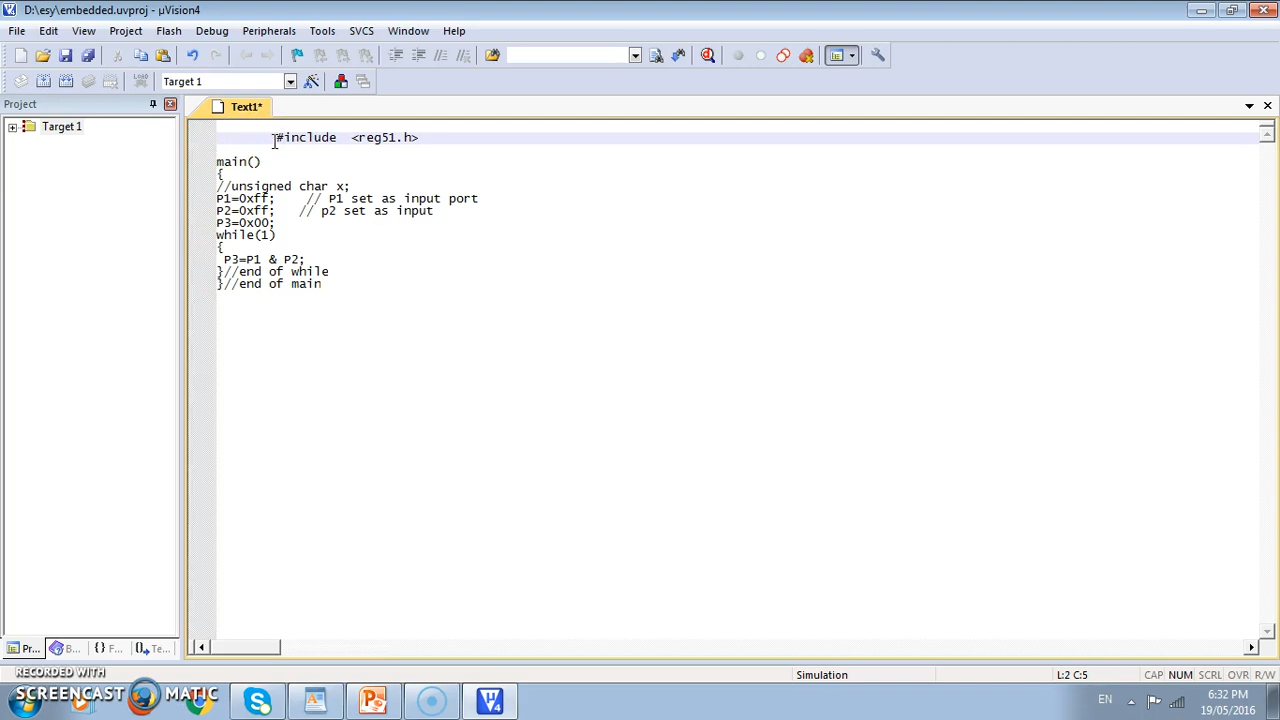 D:\esy\embedded.uvproj - µVision4
File Edit View Project Flash Debug Peripherals Tools SVCS Window Help
LOAD Target 1
Project
Text1*
Target 1
#include  <reg51.h>
main()
{
//unsigned char x;
P1=0xff;    // P1 set as input port
P2=0xff;   // p2 set as input
P3=0x00;
while(1)
{
 P3=P1 & P2;
}//end of while
}//end of main
Pr... B... {} F... Te...
Simulation L:2 C:5 CAP NUM SCRL OVR R/W
RECORDED WITH
SCREENCAST MATIC
EN
6:32 PM
19/05/2016